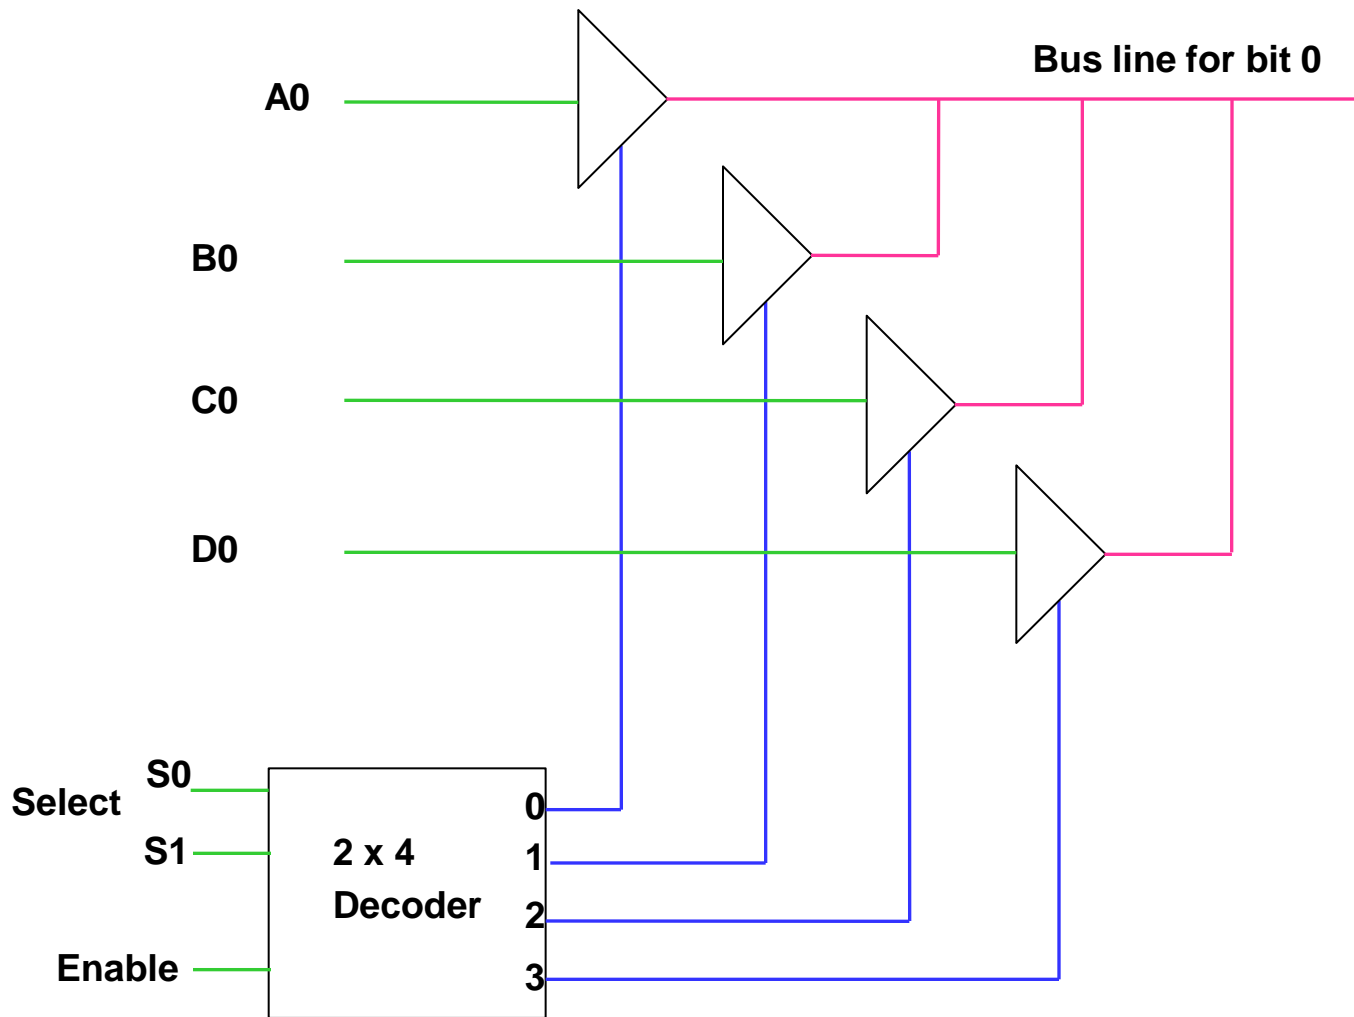 Bus line for bit 0
A0
B0
C0
D0
S0
Select
S1
Enable
2 x 4
Decoder
0
1
2
3